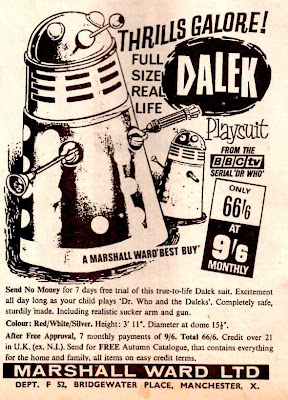 THRILLS GALORE!
FULL
SIZE
REAL
LIFE
DALEK
Playsuit
FROM THE
BBCtv
SERIAL 'DR WHO'
ONLY
66/6
AT
9/6
MONTHLY
A MARSHALL WARD 'BEST BUY'
Send No Money for 7 days free trial of this true-to-life Dalek suit. Excitement
all day long as your child plays 'Dr. Who and the Daleks'. Completely safe,
sturdily made. Including realistic sucker arm and gun.
Colour: Red/White/Silver. Height: 3' 11". Diameter at dome 15½".
After Free Approval, 7 monthly payments of 9/6. Total 66/6. Credit over 21
in U.K. (ex. N.I.). Send for FREE Autumn Catalogue, that contains everything
for the home and family, all items on easy credit terms.
MARSHALL WARD LTD
DEPT. F 52, BRIDGEWATER PLACE, MANCHESTER, X.